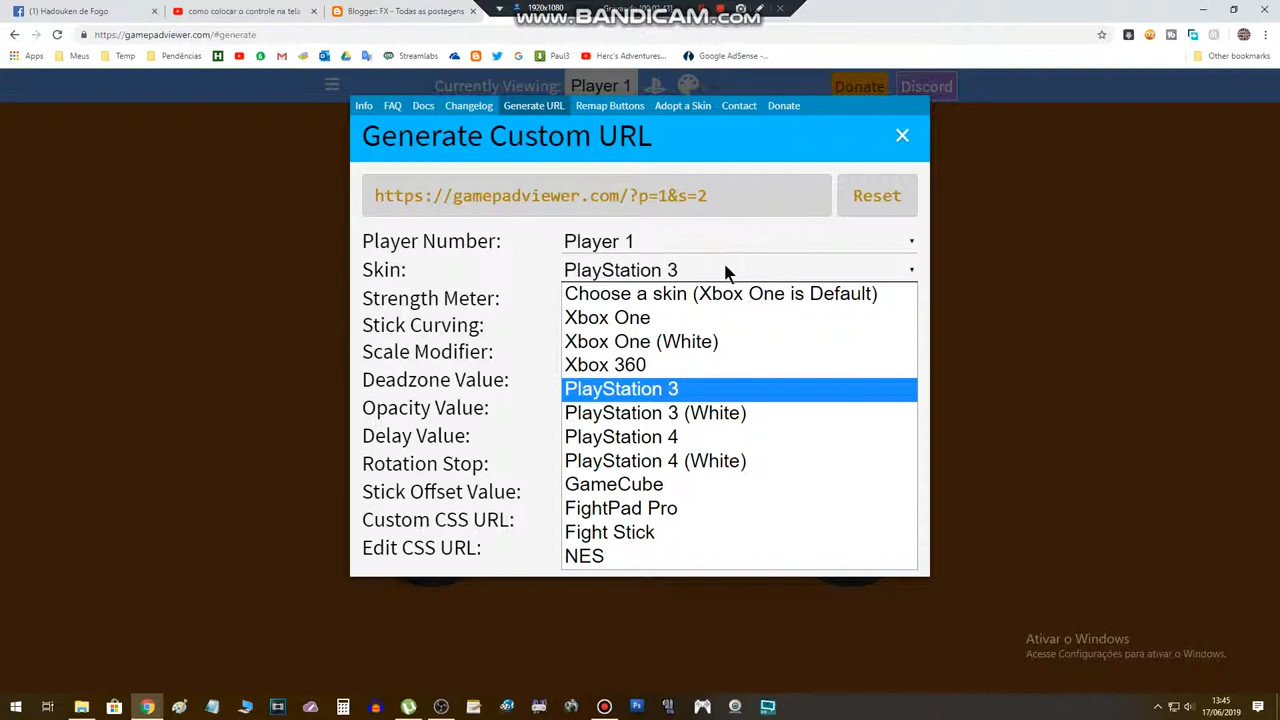 (1) Hadouken de Fogo
como colocar o controle na tela
Blogger: FX - Todas as postagens
1920x1080
www.BANDICAM.com
https://gamepadviewer.com/#generate
Apps
Meus
Temp
Pendências
Streamlabs
Paul3
Herc's Adventures...
Google AdSense -...
Other bookmarks
Currently Viewing:
Player 1
Donate
Discord
Info
FAQ
Docs
Changelog
Generate URL
Remap Buttons
Adopt a Skin
Contact
Donate
Generate Custom URL
https://gamepadviewer.com/?p=1&s=2
Reset
Player Number:
Player 1
Skin:
PlayStation 3
Strength Meter:
Stick Curving:
Scale Modifier:
Deadzone Value:
Opacity Value:
Delay Value:
Rotation Stop:
Stick Offset Value:
Custom CSS URL:
Edit CSS URL:
Choose a skin (Xbox One is Default)
Xbox One
Xbox One (White)
Xbox 360
PlayStation 3
PlayStation 3 (White)
PlayStation 4
PlayStation 4 (White)
GameCube
FightPad Pro
Fight Stick
NES
Ativar o Windows
Acesse Configurações para ativar o Windows.
13:45
17/06/2019